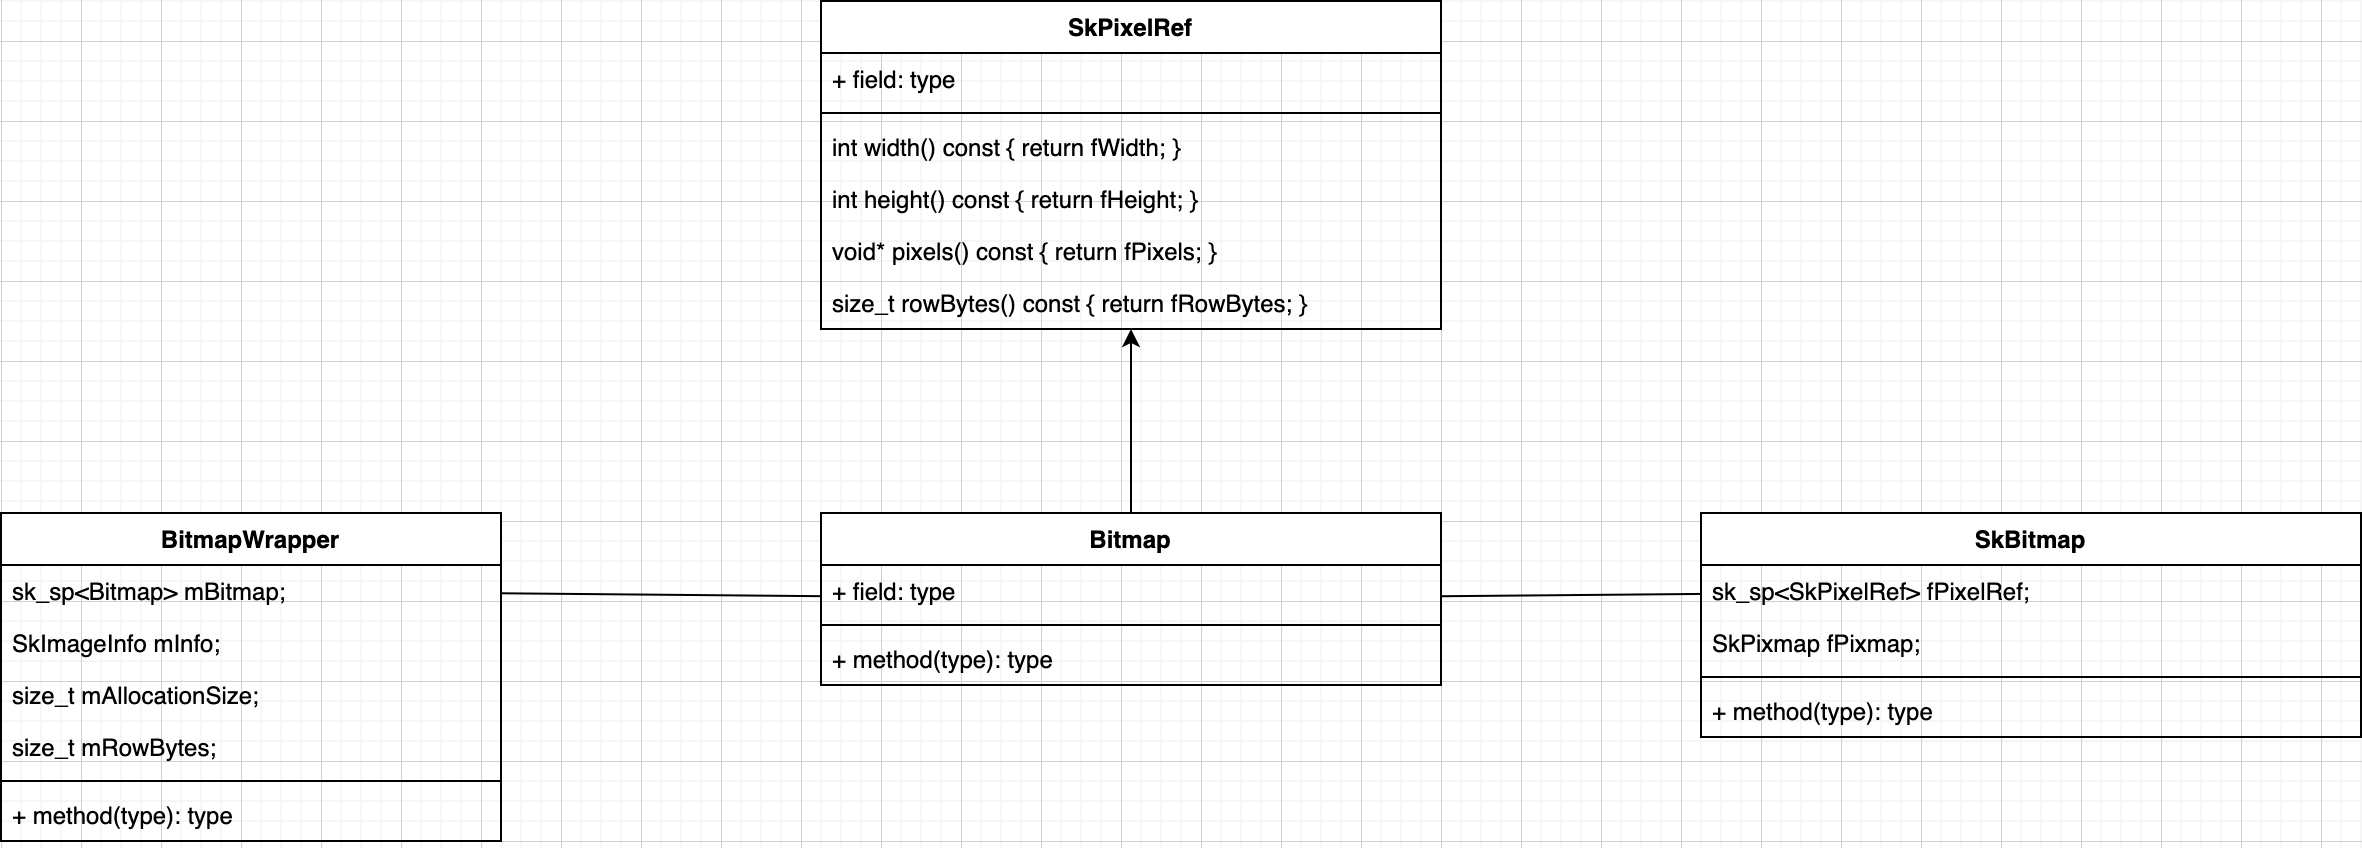 SkPixelRef
+ field: type
int width() const { return fWidth; }
int height() const { return fHeight; }
void* pixels() const { return fPixels; }
size_t rowBytes() const { return fRowBytes; }
BitmapWrapper
sk_sp<Bitmap> mBitmap;
SkImageInfo mInfo;
size_t mAllocationSize;
size_t mRowBytes;
+ method(type): type
Bitmap
+ field: type
+ method(type): type
SkBitmap
sk_sp<SkPixelRef> fPixelRef;
SkPixmap fPixmap;
+ method(type): type